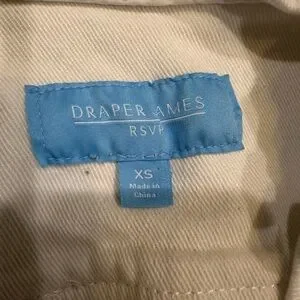 DRAPER AMES
RSVP
XS
Made in
China